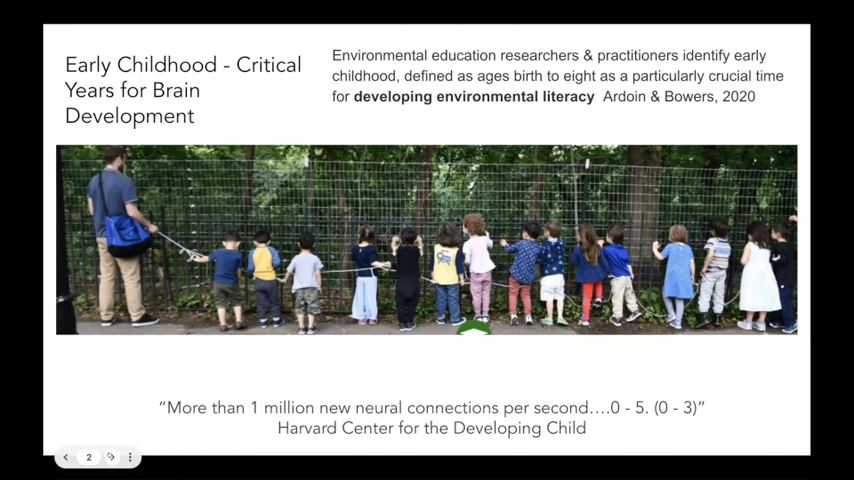 Early Childhood - Critical
Years for Brain
Development
Environmental education researchers & practitioners identify early
childhood, defined as ages birth to eight as a particularly crucial time
for developing environmental literacy  Ardoin & Bowers, 2020
“More than 1 million new neural connections per second….0 - 5. (0 - 3)”
Harvard Center for the Developing Child
2